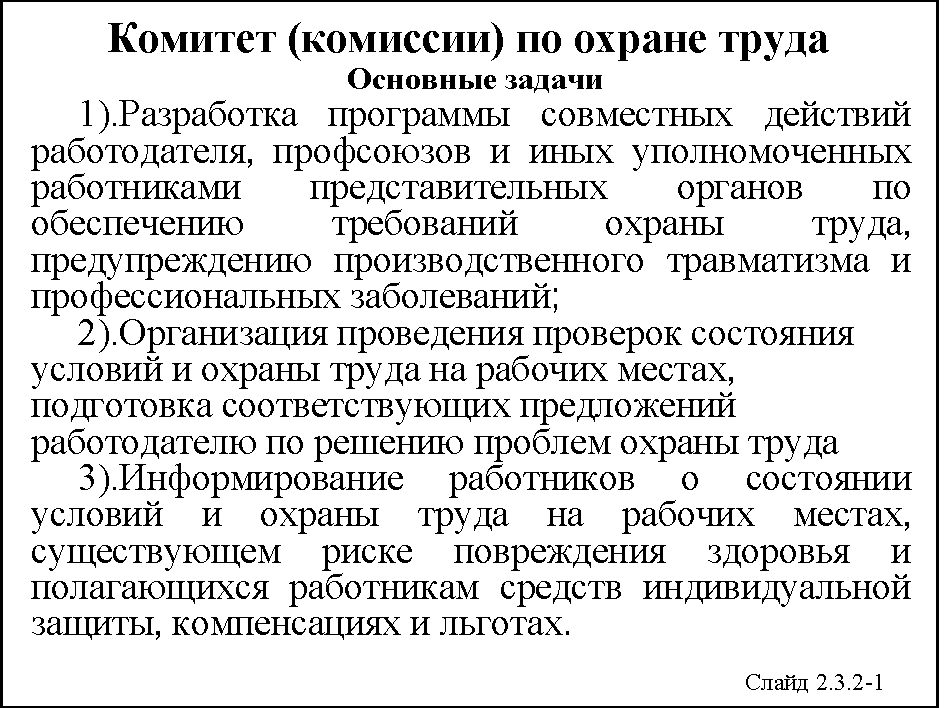 Комитет (комиссии) по охране труда
Основные задачи
1).Разработка программы совместных действий
работодателя, профсоюзов и иных уполномоченных
работниками представительных органов по
обеспечению требований охраны труда,
предупреждению производственного травматизма и
профессиональных заболеваний;
2).Организация проведения проверок состояния
условий и охраны труда на рабочих местах,
подготовка соответствующих предложений
работодателю по решению проблем охраны труда
3).Информирование работников о состоянии
условий и охраны труда на рабочих местах,
существующем риске повреждения здоровья и
полагающихся работникам средств индивидуальной
защиты, компенсациях и льготах.
Слайд 2.3.2-1